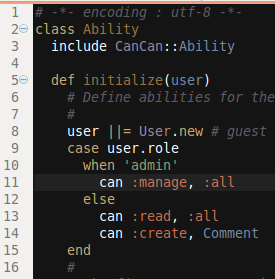 1 # -*- encoding : utf-8 -*-
2 class Ability
3   include CanCan::Ability
4
5   def initialize(user)
6     # Define abilities for the
7     #
8     user ||= User.new # guest
9     case user.role
10       when 'admin'
11         can :manage, :all
12       else
13         can :read, :all
14         can :create, Comment
15     end
16     #